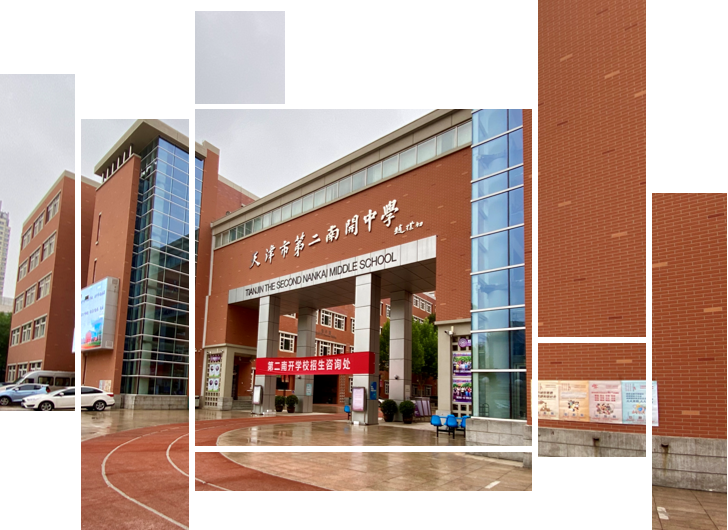 天津市第二南開中學
TIANJIN THE SECOND NANKAI MIDDLE SCHOOL
第二南开学校招生咨询处